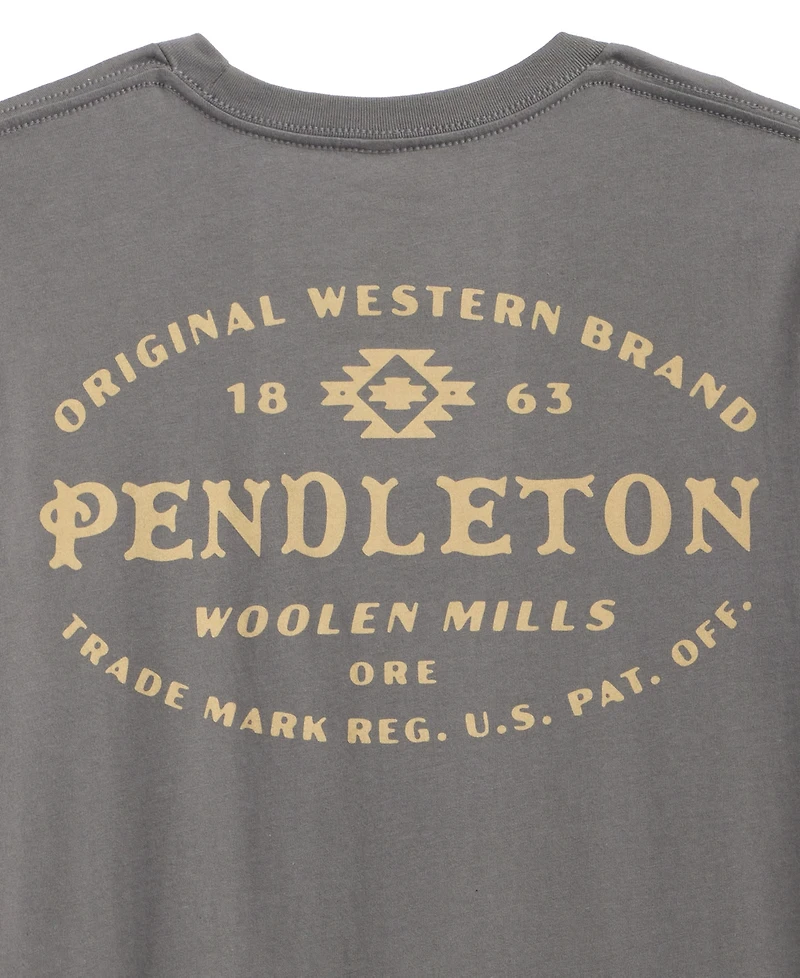 ORIGINAL WESTERN BRAND
18 63
PENDLETON
WOOLEN MILLS
ORE
TRADE MARK REG. U.S. PAT. OFF.